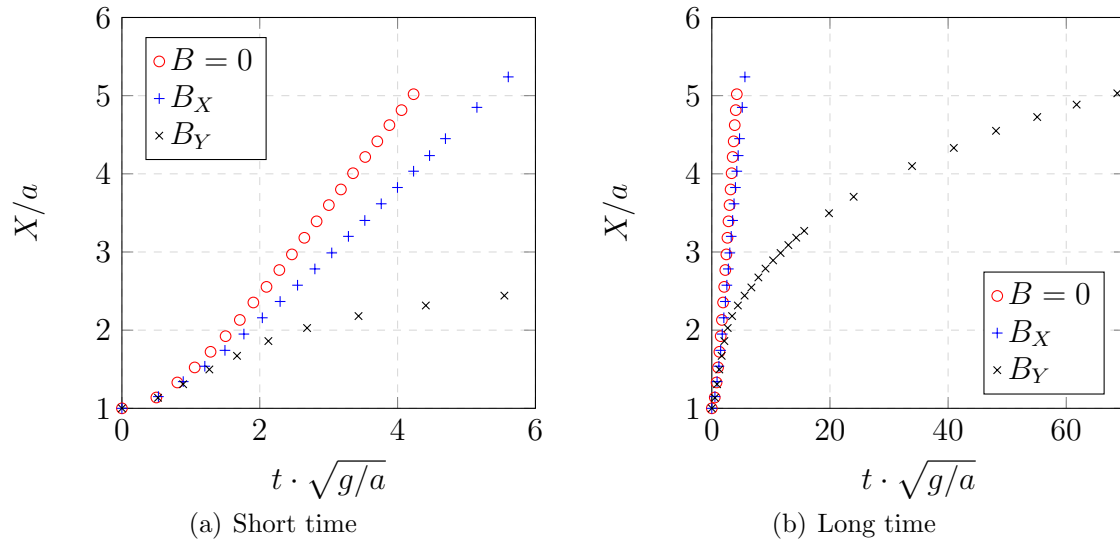 6
5
4
3
2
1
X/a
B = 0
B_X
B_Y
0 2 4 6
t · √g/a
(a) Short time
6
5
4
3
2
1
X/a
B = 0
B_X
B_Y
0 20 40 60
t · √g/a
(b) Long time